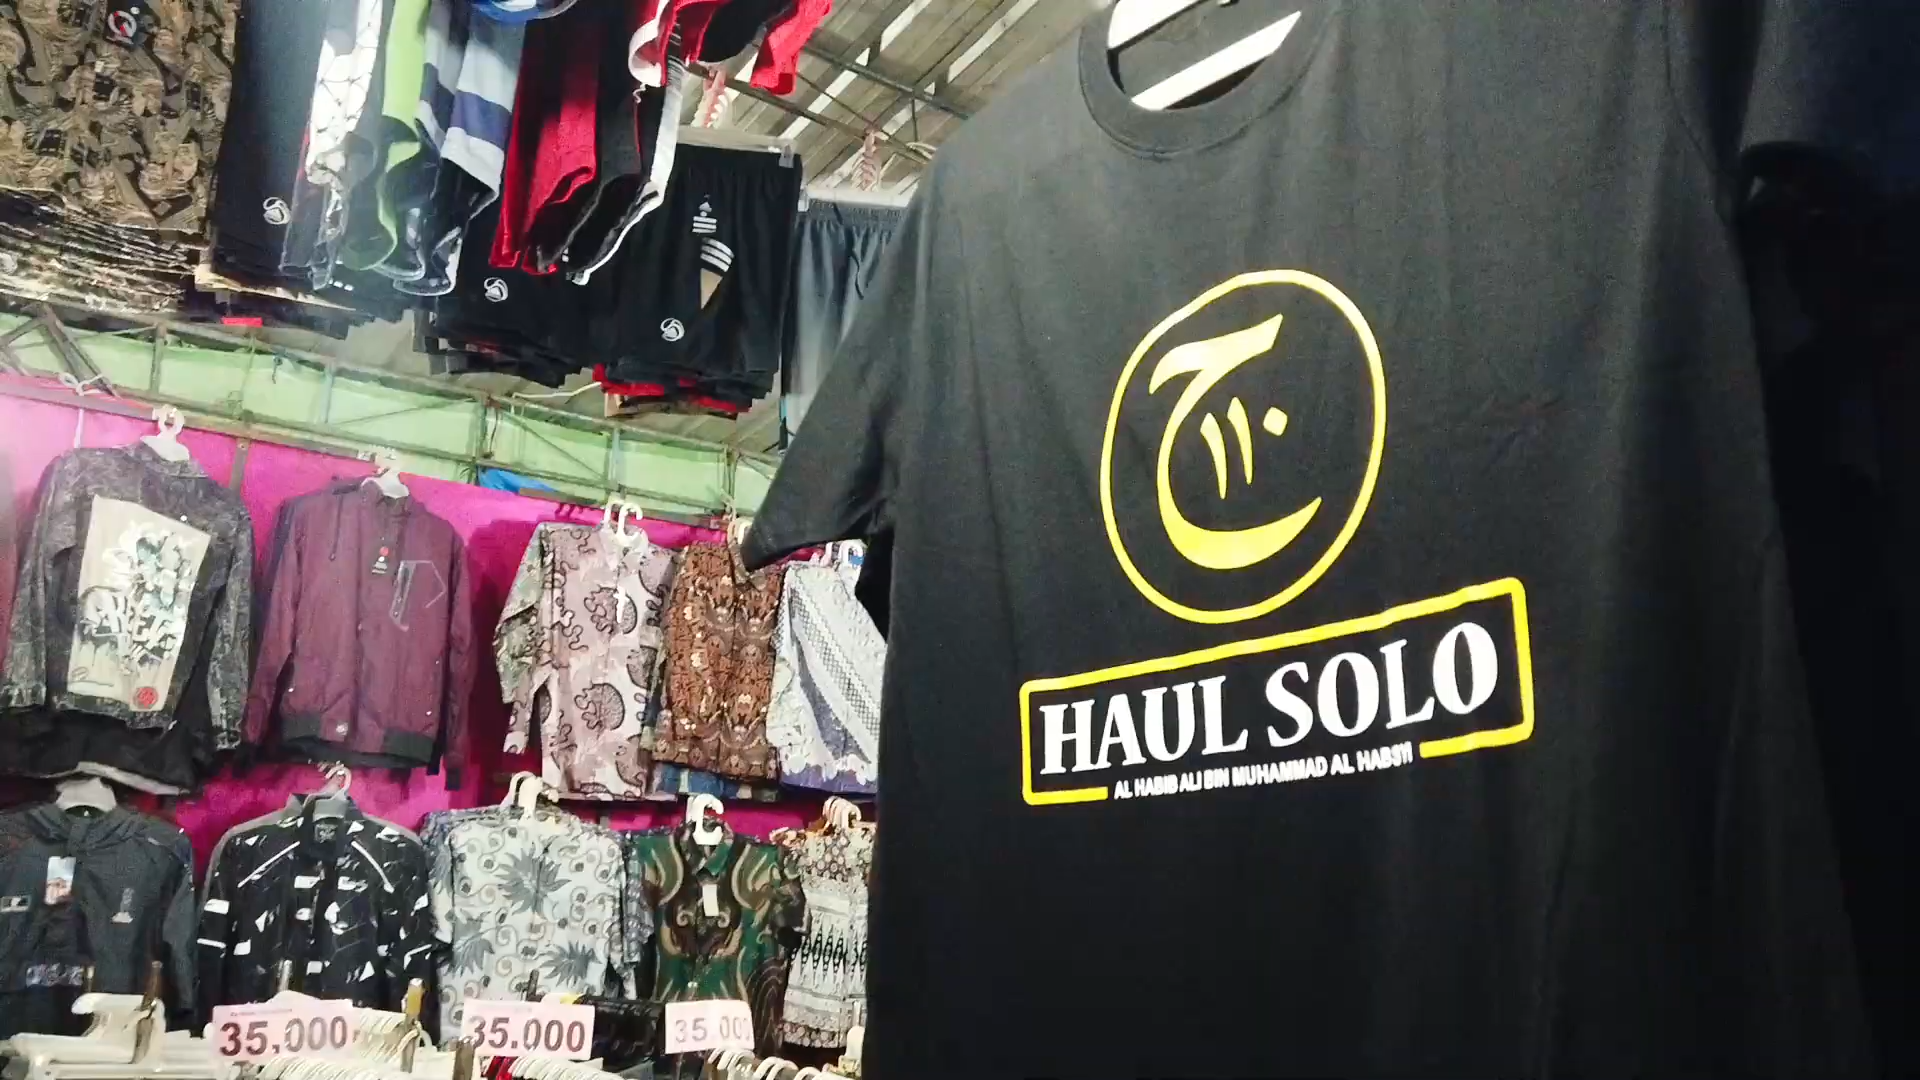 ح
١١٠
HAUL SOLO
AL HABIB ALI BIN MUHAMMAD AL HABSYI
35.000
35.000
35.000